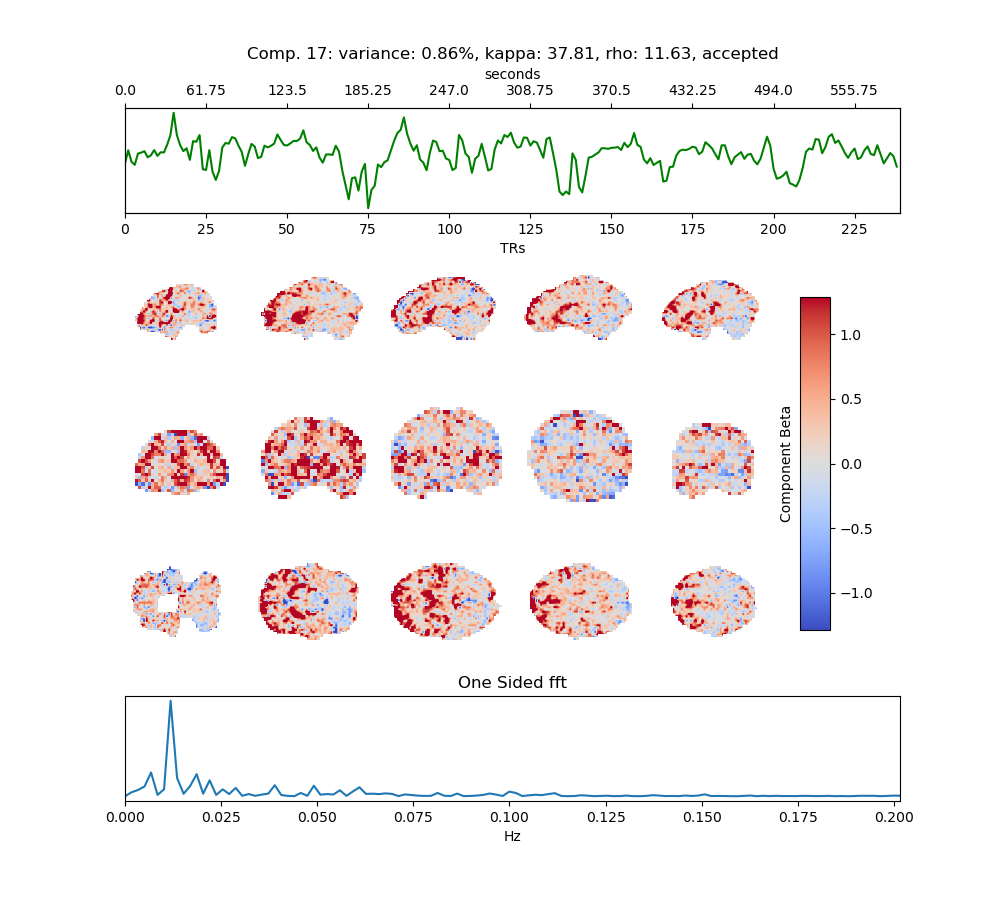 Comp. 17: variance: 0.86%, kappa: 37.81, rho: 11.63, accepted
seconds
0.0 61.75 123.5 185.25 247.0 308.75 370.5 432.25 494.0 555.75
0 25 50 75 100 125 150 175 200 225
TRs
1.0
0.5
0.0
−0.5
−1.0
Component Beta
One Sided fft
0.000 0.025 0.050 0.075 0.100 0.125 0.150 0.175 0.200
Hz